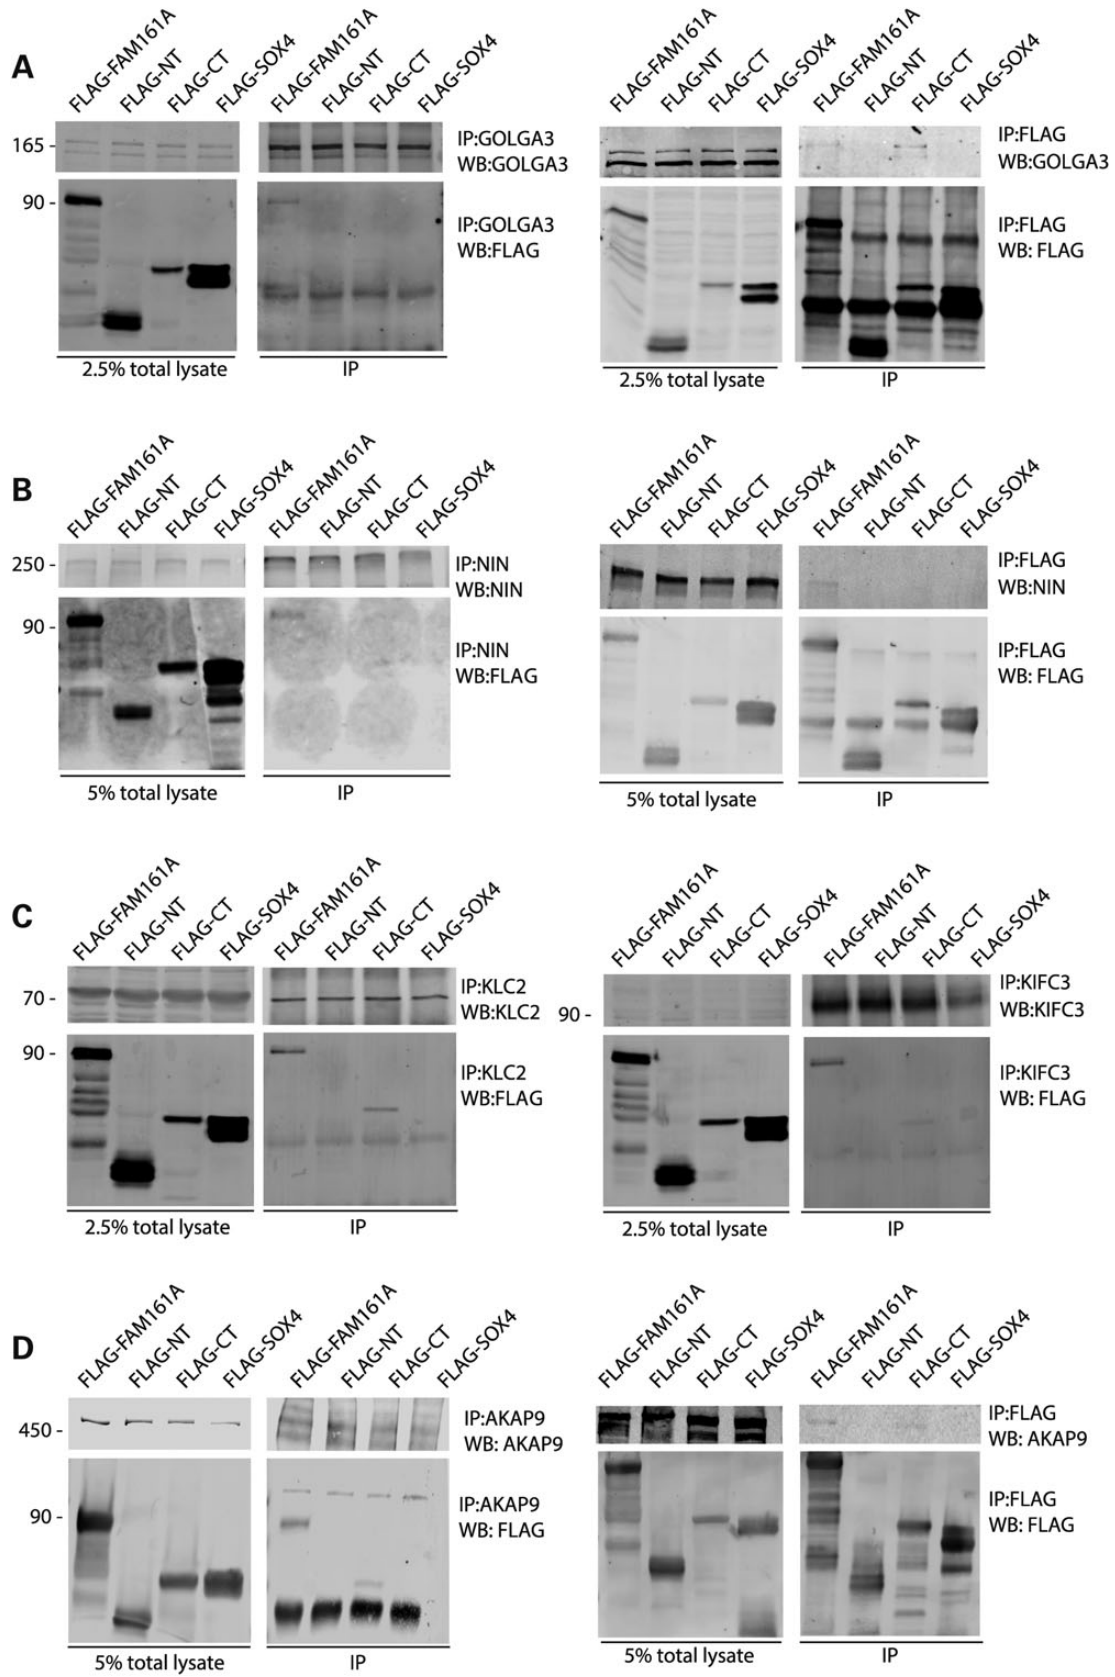 A
FLAG-FAM161A
FLAG-NT
FLAG-CT
FLAG-SOX4
FLAG-FAM161A
FLAG-NT
FLAG-CT
FLAG-SOX4
165 -
IP:GOLGA3
WB:GOLGA3
90 -
IP:GOLGA3
WB:FLAG
2.5% total lysate
IP
FLAG-FAM161A
FLAG-NT
FLAG-CT
FLAG-SOX4
FLAG-FAM161A
FLAG-NT
FLAG-CT
FLAG-SOX4
IP:FLAG
WB:GOLGA3
IP:FLAG
WB: FLAG
2.5% total lysate
IP
B
FLAG-FAM161A
FLAG-NT
FLAG-CT
FLAG-SOX4
FLAG-FAM161A
FLAG-NT
FLAG-CT
FLAG-SOX4
250 -
IP:NIN
WB:NIN
90 -
IP:NIN
WB:FLAG
5% total lysate
IP
FLAG-FAM161A
FLAG-NT
FLAG-CT
FLAG-SOX4
FLAG-FAM161A
FLAG-NT
FLAG-CT
FLAG-SOX4
IP:FLAG
WB:NIN
IP:FLAG
WB: FLAG
5% total lysate
IP
C
FLAG-FAM161A
FLAG-NT
FLAG-CT
FLAG-SOX4
FLAG-FAM161A
FLAG-NT
FLAG-CT
FLAG-SOX4
70 -
IP:KLC2
WB:KLC2
90 -
IP:KLC2
WB:FLAG
2.5% total lysate
IP
FLAG-FAM161A
FLAG-NT
FLAG-CT
FLAG-SOX4
FLAG-FAM161A
FLAG-NT
FLAG-CT
FLAG-SOX4
90 -
IP:KIFC3
WB:KIFC3
IP:KIFC3
WB: FLAG
2.5% total lysate
IP
D
FLAG-FAM161A
FLAG-NT
FLAG-CT
FLAG-SOX4
FLAG-FAM161A
FLAG-NT
FLAG-CT
FLAG-SOX4
450 -
IP:AKAP9
WB: AKAP9
90 -
IP:AKAP9
WB: FLAG
5% total lysate
IP
FLAG-FAM161A
FLAG-NT
FLAG-CT
FLAG-SOX4
FLAG-FAM161A
FLAG-NT
FLAG-CT
FLAG-SOX4
IP:FLAG
WB: AKAP9
IP:FLAG
WB: FLAG
5% total lysate
IP